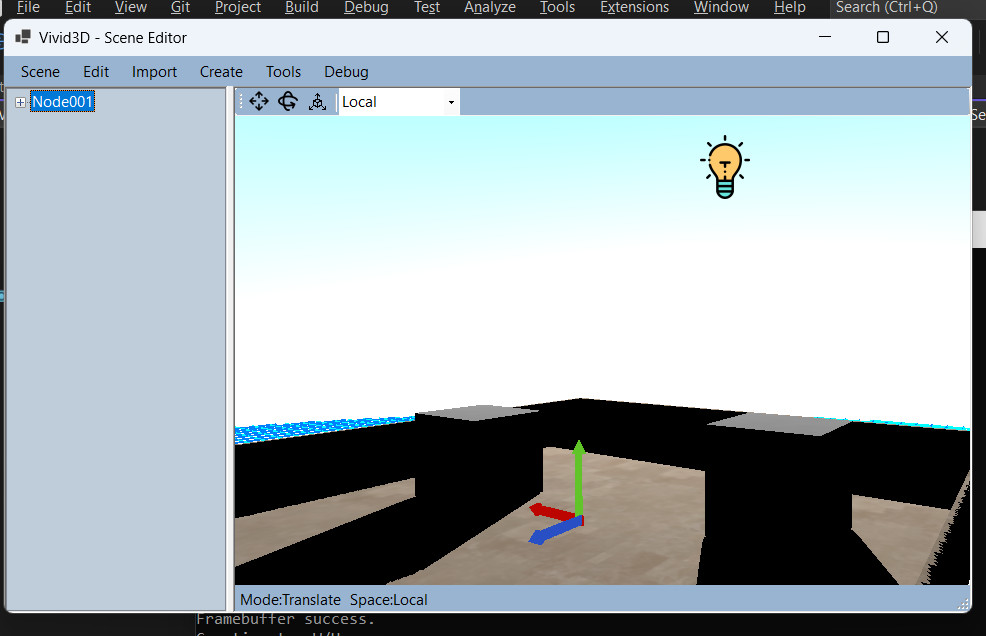 File Edit View Git Project Build Debug Test Analyze Tools Extensions Window Help Search (Ctrl+Q)
Vivid3D - Scene Editor
Scene Edit Import Create Tools Debug
Node001
Local
Se
Mode:Translate Space:Local
Framebuffer success.